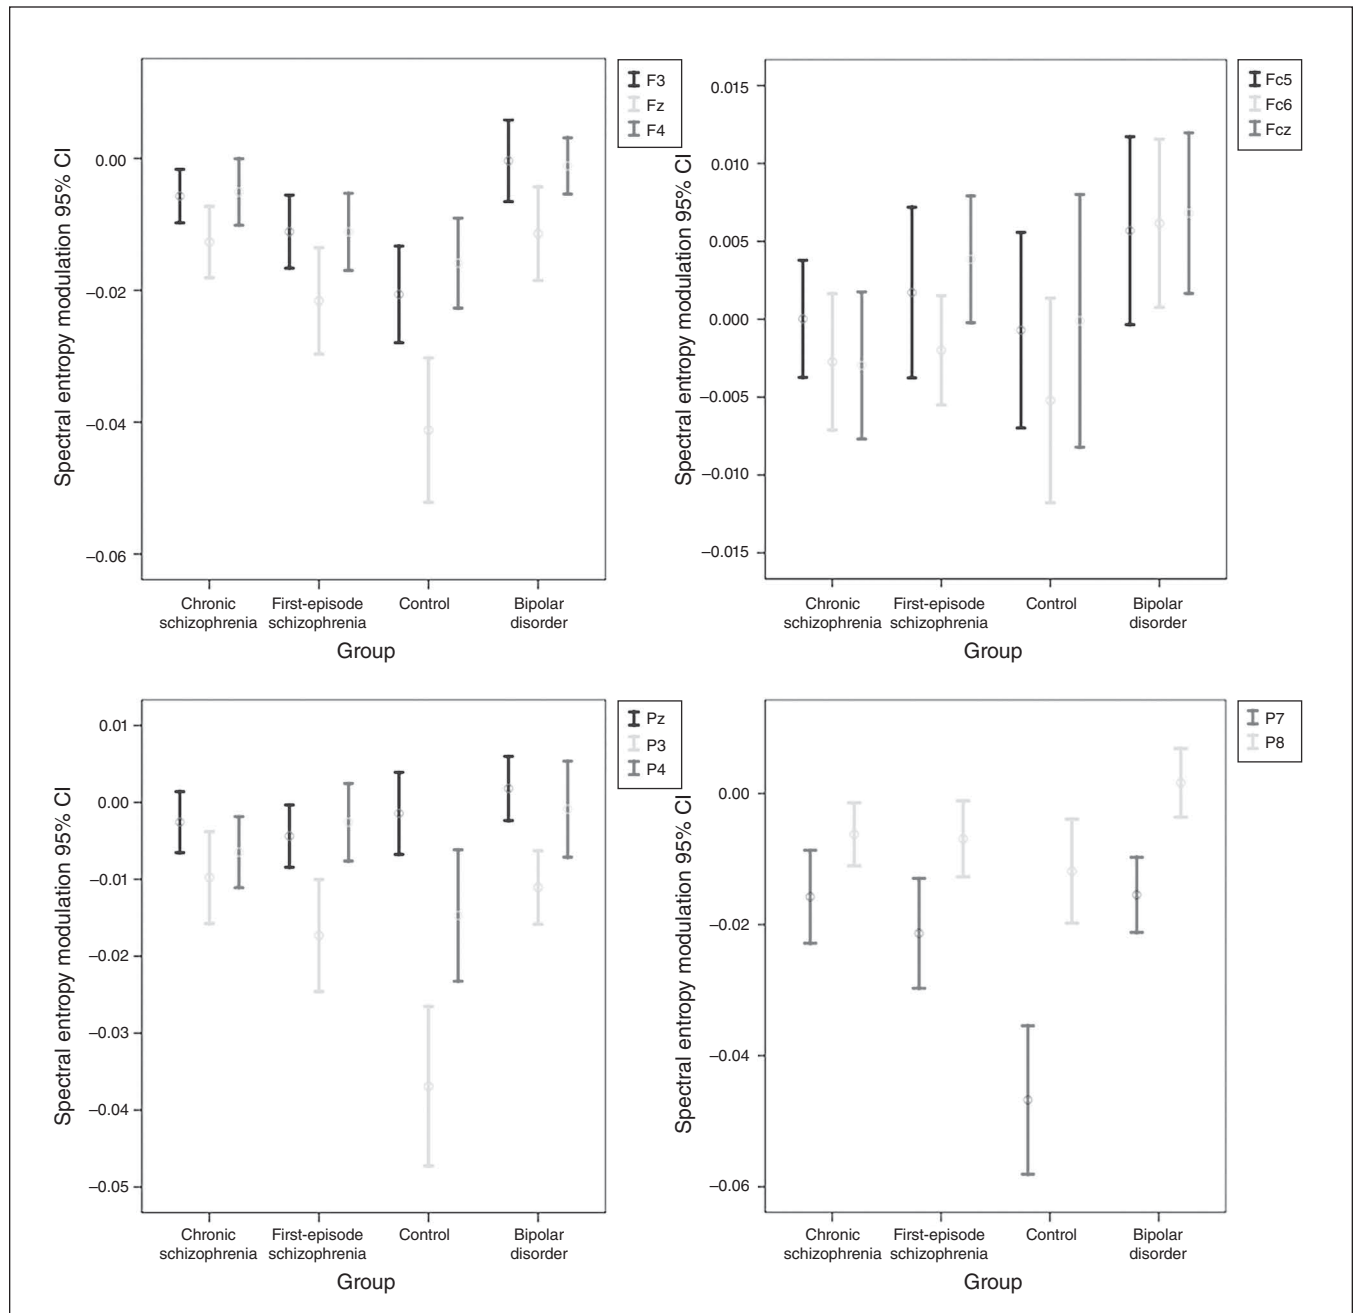 Spectral entropy modulation 95% CI
0.00
–0.02
–0.04
–0.06
F3
Fz
F4
Chronic
schizophrenia
First-episode
schizophrenia
Control
Bipolar
disorder
Group
Spectral entropy modulation 95% CI
0.015
0.010
0.005
0.000
–0.005
–0.010
–0.015
Fc5
Fc6
Fcz
Chronic
schizophrenia
First-episode
schizophrenia
Control
Bipolar
disorder
Group
Spectral entropy modulation 95% CI
0.01
0.00
–0.01
–0.02
–0.03
–0.04
–0.05
Pz
P3
P4
Chronic
schizophrenia
First-episode
schizophrenia
Control
Bipolar
disorder
Group
Spectral entropy modulation 95% CI
0.00
–0.02
–0.04
–0.06
P7
P8
Chronic
schizophrenia
First-episode
schizophrenia
Control
Bipolar
disorder
Group